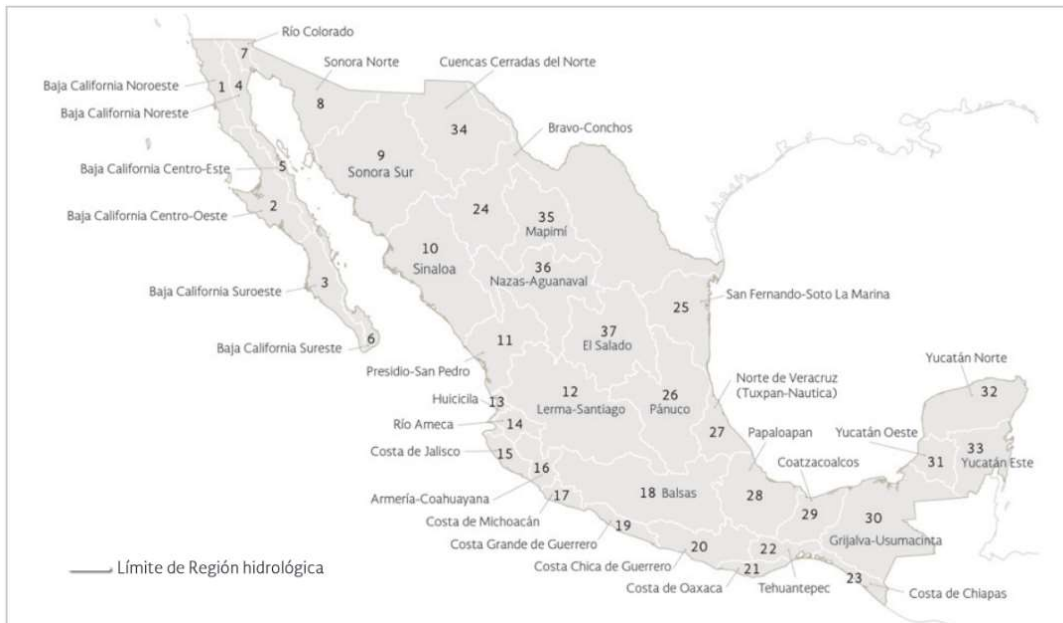 Río Colorado
7
Sonora Norte
Cuencas Cerradas del Norte
Baja California Noroeste
1
4
Baja California Noreste
8
34
Bravo-Conchos
9
Sonora Sur
Baja California Centro-Este
5
2
Baja California Centro-Oeste
24
35
Mapimí
10
Sinaloa
36
Nazas-Aguanaval
3
Baja California Suroeste
25
San Fernando-Soto La Marina
6
Baja California Sureste
11
Presidio-San Pedro
37
El Salado
12
Lerma-Santiago
26
Pánuco
Norte de Veracruz
(Tuxpan-Nautica)
Yucatán Norte
32
13
Huicicila
14
Río Ameca
27
Papaloapan
Yucatán Oeste
31
33
Yucatán Este
15
Costa de Jalisco
16
Armería-Coahuayana
Coatzacoalcos
17
Costa de Michoacán
18 Balsas
28
29
30
Grijalva-Usumacinta
19
Costa Grande de Guerrero
20
Costa Chica de Guerrero
21
Costa de Oaxaca
22
Tehuantepec
23
Costa de Chiapas
Límite de Región hidrológica